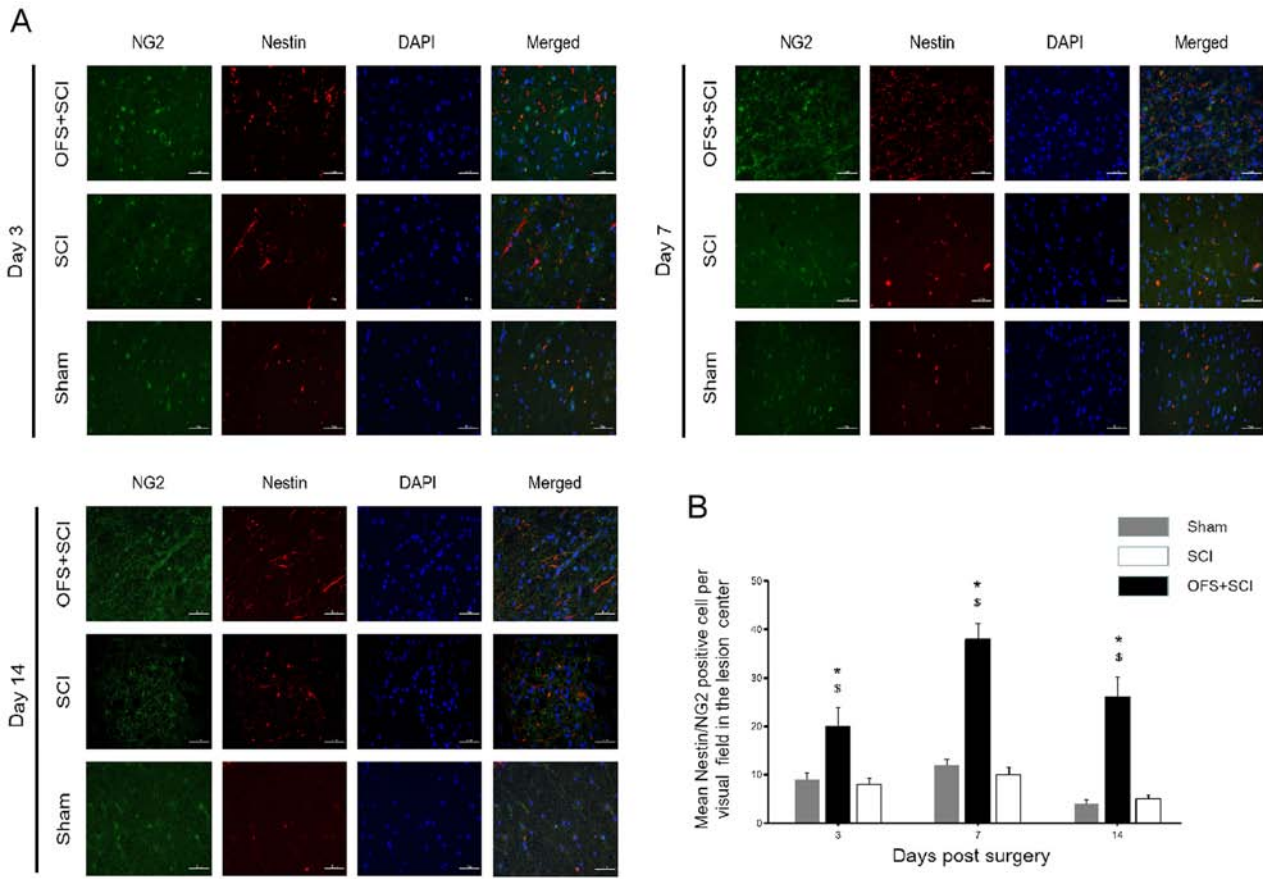 A
NG2 Nestin DAPI Merged
Day 3
OFS+SCI
SCI
Sham
NG2 Nestin DAPI Merged
Day 7
OFS+SCI
SCI
Sham
NG2 Nestin DAPI Merged
Day 14
OFS+SCI
SCI
Sham
B
Sham
SCI
OFS+SCI
Mean Nestin/NG2 positive cell per
visual field in the lesion center
50
40
30
20
10
0
* * *
$ $ $
3 7 14
Days post surgery